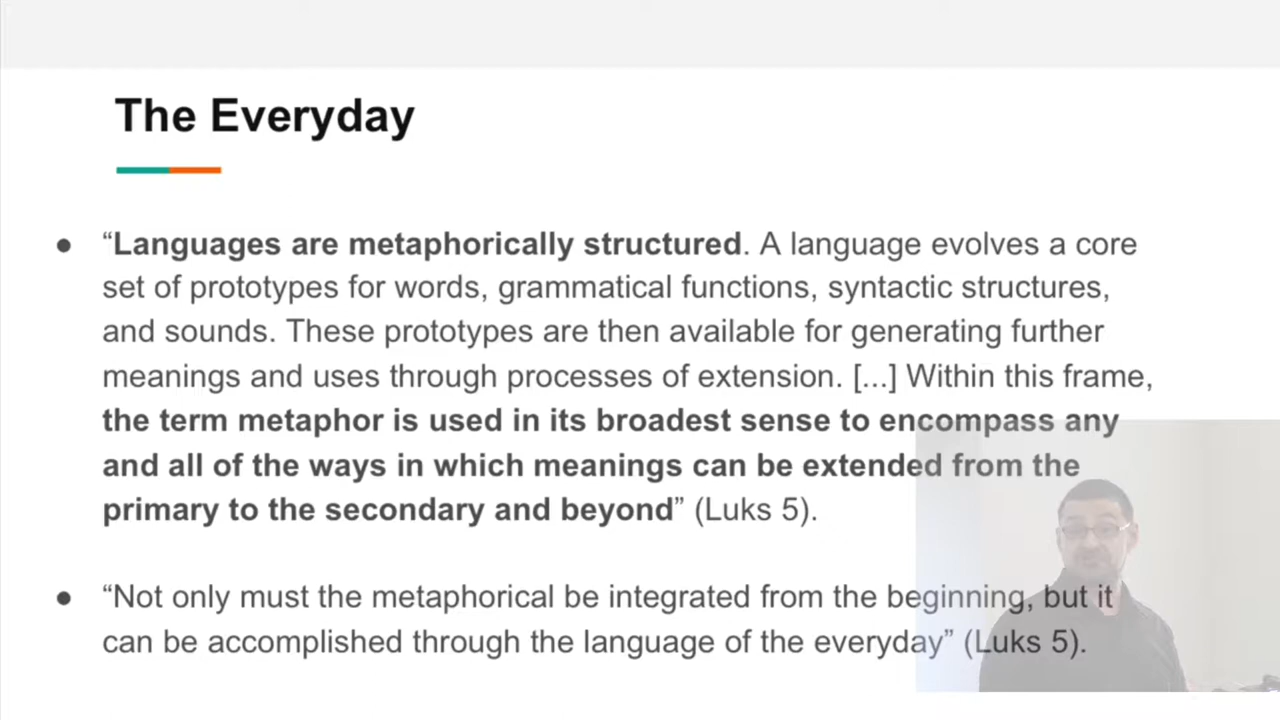 The Everyday
● “Languages are metaphorically structured. A language evolves a core
set of prototypes for words, grammatical functions, syntactic structures,
and sounds. These prototypes are then available for generating further
meanings and uses through processes of extension. [...] Within this frame,
the term metaphor is used in its broadest sense to encompass any
and all of the ways in which meanings can be extended from the
primary to the secondary and beyond” (Luks 5).
● “Not only must the metaphorical be integrated from the beginning, but it
can be accomplished through the language of the everyday” (Luks 5).